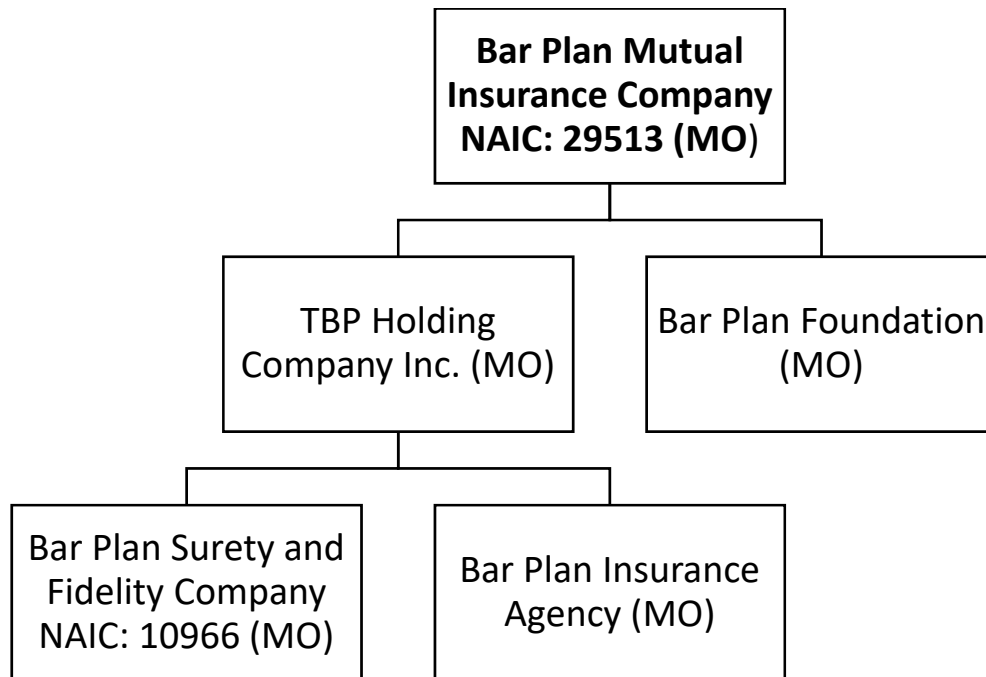 Bar Plan Mutual
Insurance Company
NAIC: 29513 (MO)
TBP Holding
Company Inc. (MO)
Bar Plan Foundation
(MO)
Bar Plan Surety and
Fidelity Company
NAIC: 10966 (MO)
Bar Plan Insurance
Agency (MO)